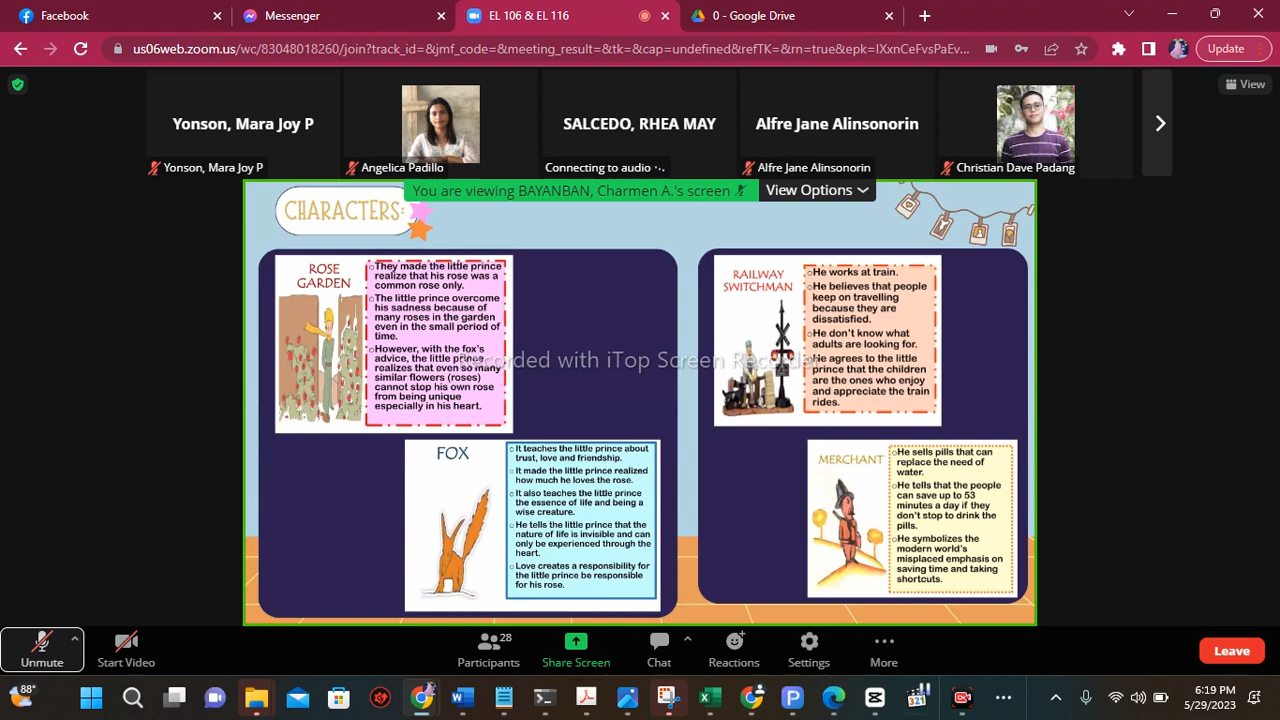 Facebook
Messenger
EL 106 & EL 116
0 - Google Drive
us06web.zoom.us/wc/83048018260/join?track_id=&jmf_code=&meeting_result=&tk=&cap=undefined&refTK=&rn=true&epk=IXxnCeFvsPaEv...
Update
View
Yonson, Mara Joy P
SALCEDO, RHEA MAY
Alfre Jane Alinsonorin
Yonson, Mara Joy P
Angelica Padillo
Connecting to audio ·.
Alfre Jane Alinsonorin
Christian Dave Padang
You are viewing BAYANBAN, Charmen A.'s screen
View Options
CHARACTERS:
ROSE
GARDEN
They made the little prince
realize that his rose was a
common rose only.
The little prince overcome
his sadness because of
many roses in the garden
even in the small period of
time.
However, with the fox's
advice, the little prince
realizes that even so many
similar flowers (roses)
cannot stop his own rose
from being unique
especially in his heart.
FOX
It teaches the little prince about
trust, love and friendship.
It made the little prince realized
how much he loves the rose.
It also teaches the little prince
the essence of life and being a
wise creature.
He tells the little prince that the
nature of life is invisible and can
only be experienced through the
heart.
Love creates a responsibility for
the little prince be responsible
for his rose.
RAILWAY
SWITCHMAN
He works at train.
He believes that people
keep on travelling
because they are
dissatisfied.
He don't know what
adults are looking for.
He agrees to the little
prince that the children
are the ones who enjoy
and appreciate the train
rides.
MERCHANT
He sells pills that can
replace the need of
water.
He tells that the people
can save up to 53
minutes a day if they
don't stop to drink the
pills.
He symbolizes the
modern world's
misplaced emphasis on
saving time and taking
shortcuts.
Recorded with iTop Screen Recorder
Unmute
Start Video
28
Participants
Share Screen
Chat
Reactions
Settings
More
Leave
88°
321
6:19 PM
5/29/2023